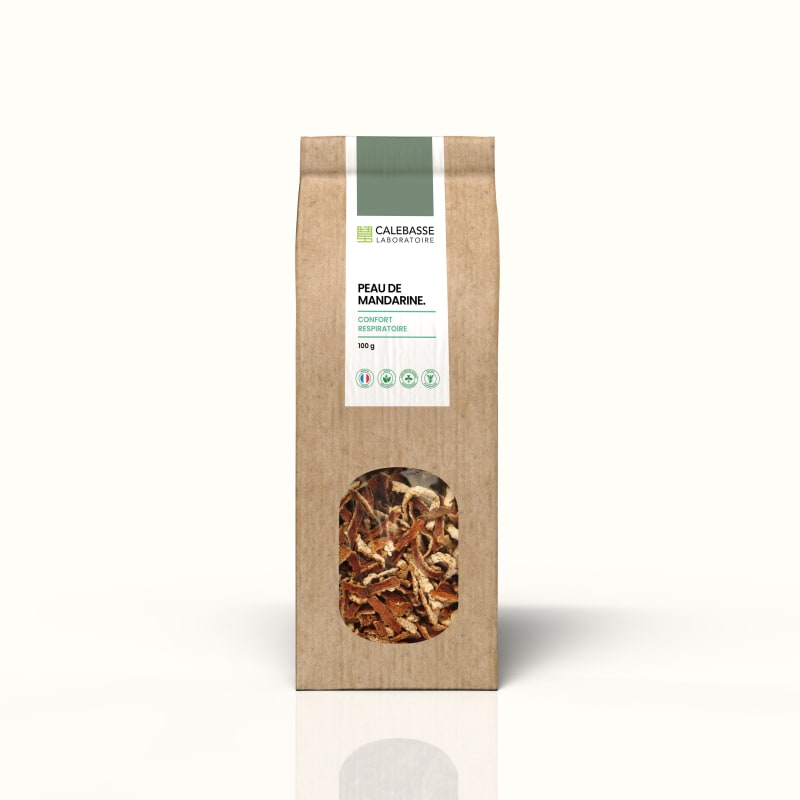 CALEBASSE
LABORATOIRE
PEAU DE
MANDARINE.
CONFORT
RESPIRATOIRE
100 g